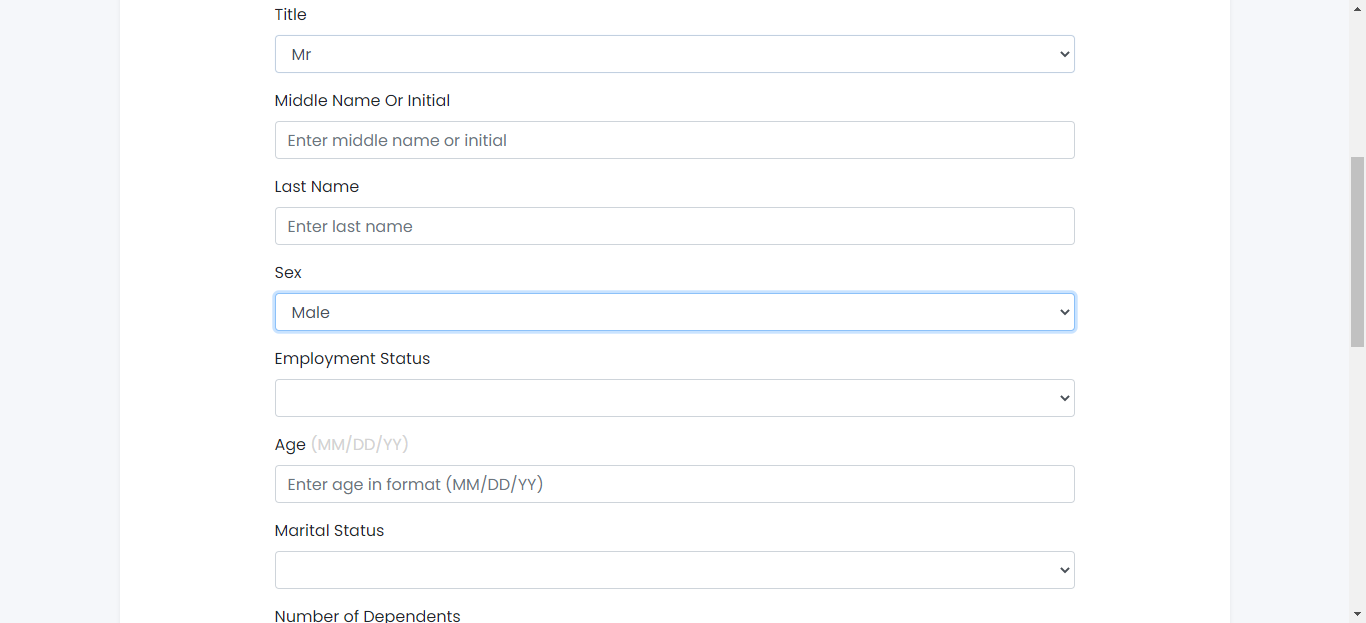 Title
Mr
Middle Name Or Initial
Enter middle name or initial
Last Name
Enter last name
Sex
Male
Employment Status
Age (MM/DD/YY)
Enter age in format (MM/DD/YY)
Marital Status
Number of Dependents